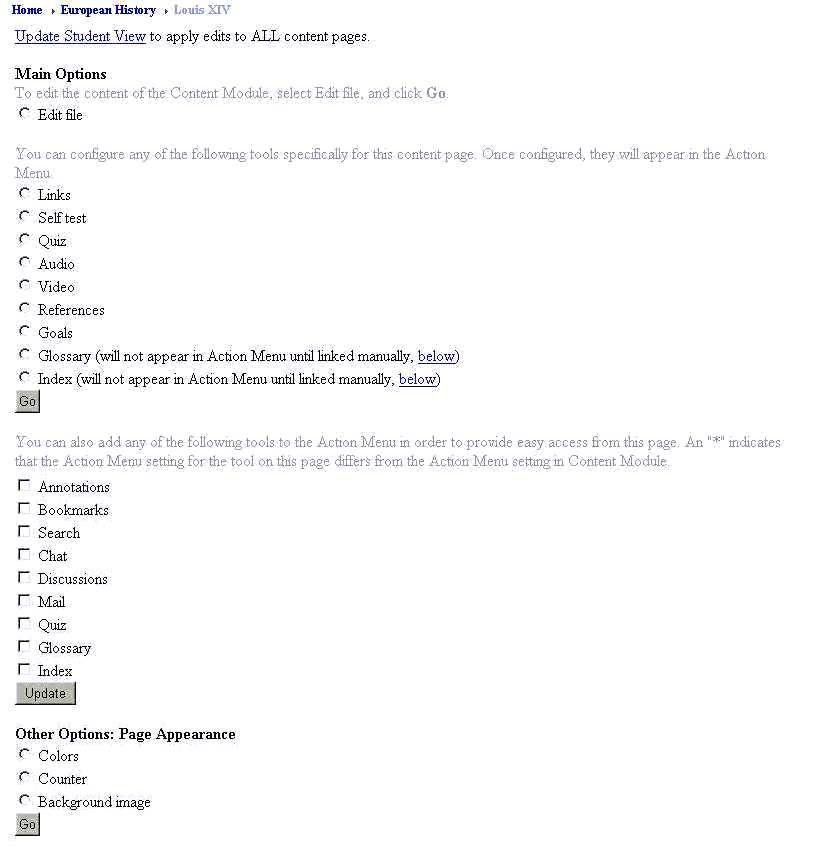 Home › European History › Louis XIV
Update Student View to apply edits to ALL content pages.
Main Options
To edit the content of the Content Module, select Edit file, and click Go.
Edit file
You can configure any of the following tools specifically for this content page. Once configured, they will appear in the Action
Menu.
Links
Self test
Quiz
Audio
Video
References
Goals
Glossary (will not appear in Action Menu until linked manually, below)
Index (will not appear in Action Menu until linked manually, below)
Go
You can also add any of the following tools to the Action Menu in order to provide easy access from this page. An "*" indicates
that the Action Menu setting for the tool on this page differs from the Action Menu setting in Content Module.
Annotations
Bookmarks
Search
Chat
Discussions
Mail
Quiz
Glossary
Index
Update
Other Options: Page Appearance
Colors
Counter
Background image
Go